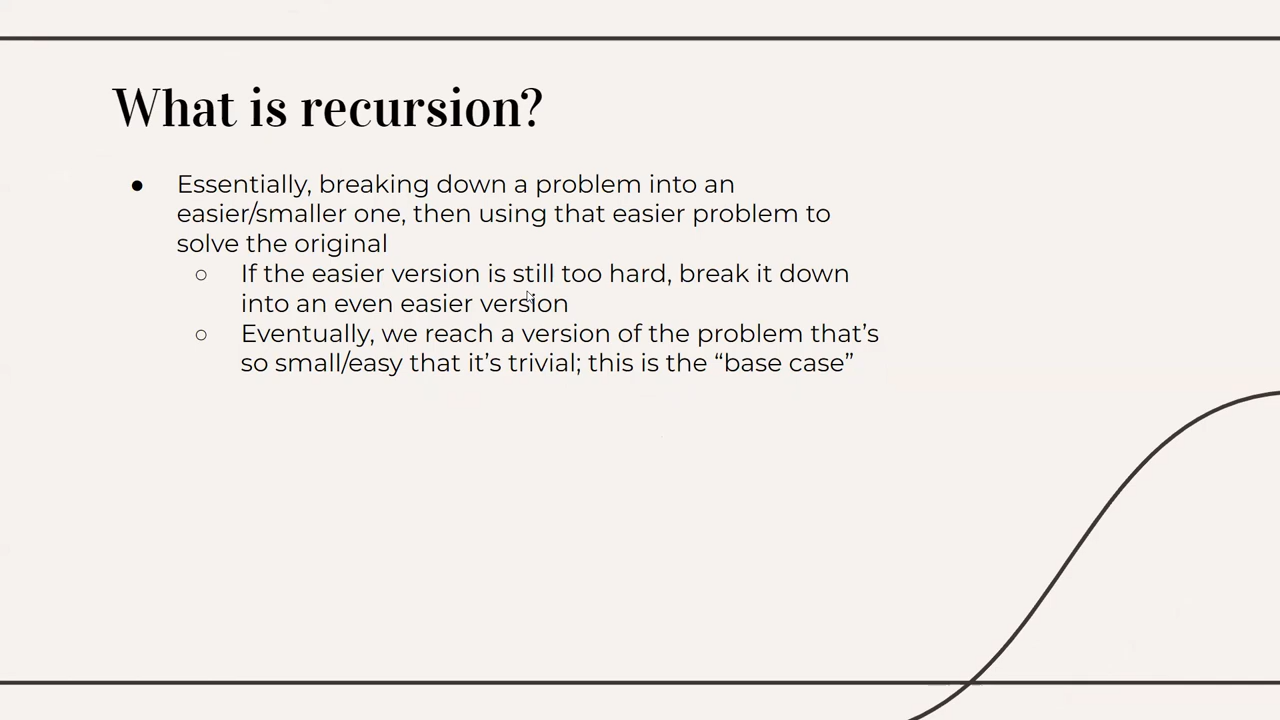 What is recursion?
● Essentially, breaking down a problem into an
easier/smaller one, then using that easier problem to
solve the original
○ If the easier version is still too hard, break it down
into an even easier version
○ Eventually, we reach a version of the problem that’s
so small/easy that it’s trivial; this is the “base case”